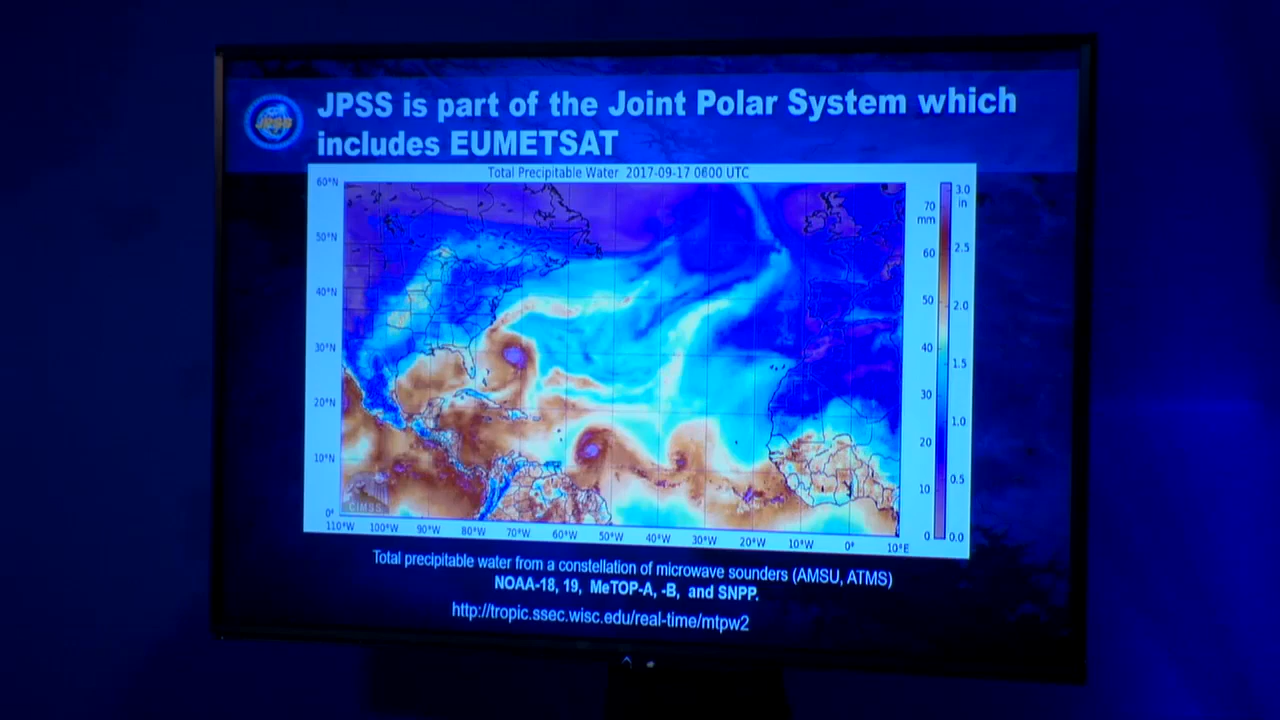 JPSS is part of the Joint Polar System which
includes EUMETSAT
JPSS
Total Precipitable Water 2017-09-17 0600 UTC
60°N
50°N
40°N
30°N
20°N
10°N
0°
110°W 100°W 90°W 80°W 70°W 60°W 50°W 40°W 30°W 20°W 10°W 0° 10°E
70
mm
60
50
40
30
20
10
0
3.0
in
2.5
2.0
1.5
1.0
0.5
0.0
CIMSS
Total precipitable water from a constellation of microwave sounders (AMSU, ATMS)
NOAA-18, 19, MeTOP-A, -B, and SNPP.
http://tropic.ssec.wisc.edu/real-time/mtpw2